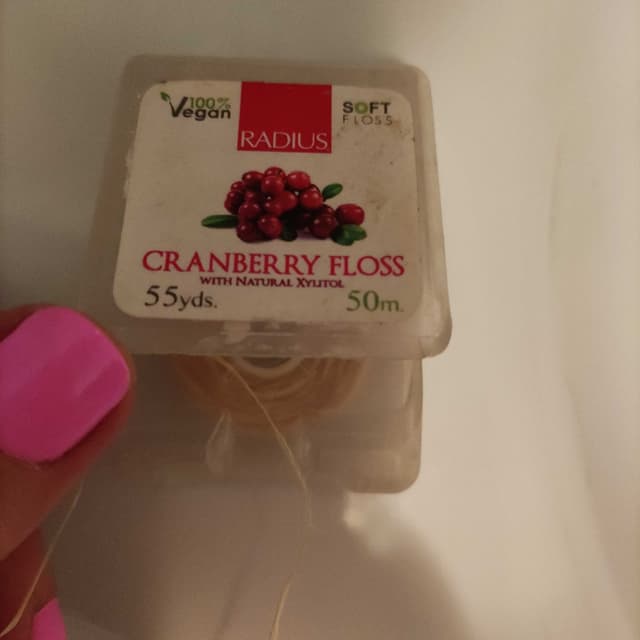 100%
Vegan
RADIUS
SOFT
FLOSS
CRANBERRY FLOSS
WITH NATURAL XYLITOL
55yds. 50m.